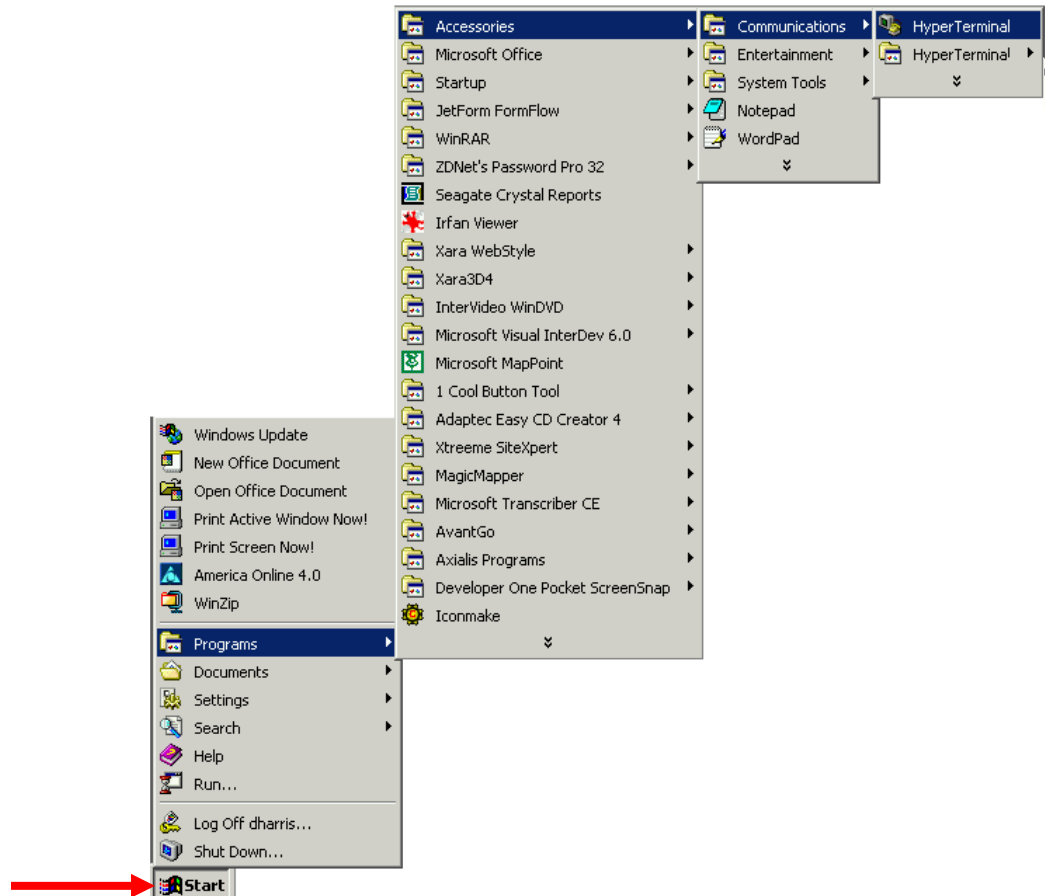 Accessories
Microsoft Office
Startup
JetForm FormFlow
WinRAR
ZDNet's Password Pro 32
Seagate Crystal Reports
Irfan Viewer
Xara WebStyle
Xara3D4
InterVideo WinDVD
Microsoft Visual InterDev 6.0
Microsoft MapPoint
1 Cool Button Tool
Adaptec Easy CD Creator 4
Xtreeme SiteXpert
MagicMapper
Microsoft Transcriber CE
AvantGo
Axialis Programs
Developer One Pocket ScreenSnap
Iconmake
Communications
Entertainment
System Tools
Notepad
WordPad
HyperTerminal
HyperTerminal
Windows Update
New Office Document
Open Office Document
Print Active Window Now!
Print Screen Now!
America Online 4.0
WinZip
Programs
Documents
Settings
Search
Help
Run...
Log Off dharris...
Shut Down...
Start